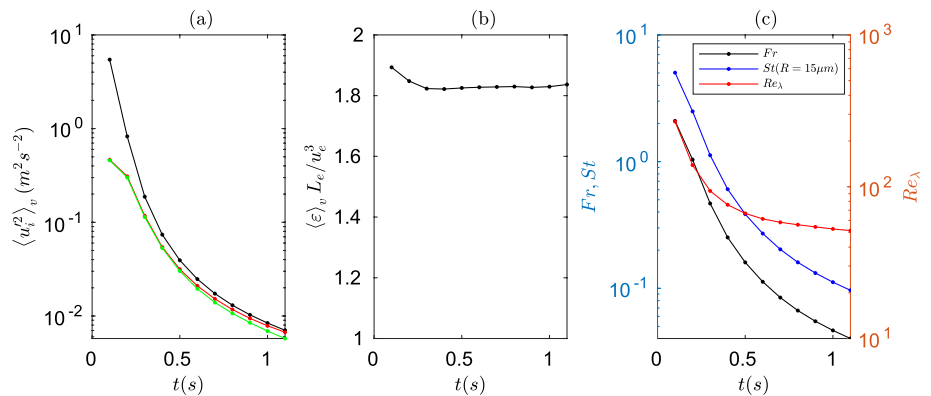 (a)
(b)
(c)
10^1
10^0
10^-1
10^-2
⟨u_i'^2⟩_v (m^2 s^-2)
0
0.5
1
t(s)
2
1.8
1.6
1.4
1.2
1
⟨ε⟩_v L_e/u_e^3
0
0.5
1
t(s)
10^1
10^0
10^-1
Fr, St
Fr
St(R = 15μm)
Re_λ
10^3
10^2
10^1
Re_λ
0
0.5
1
t(s)